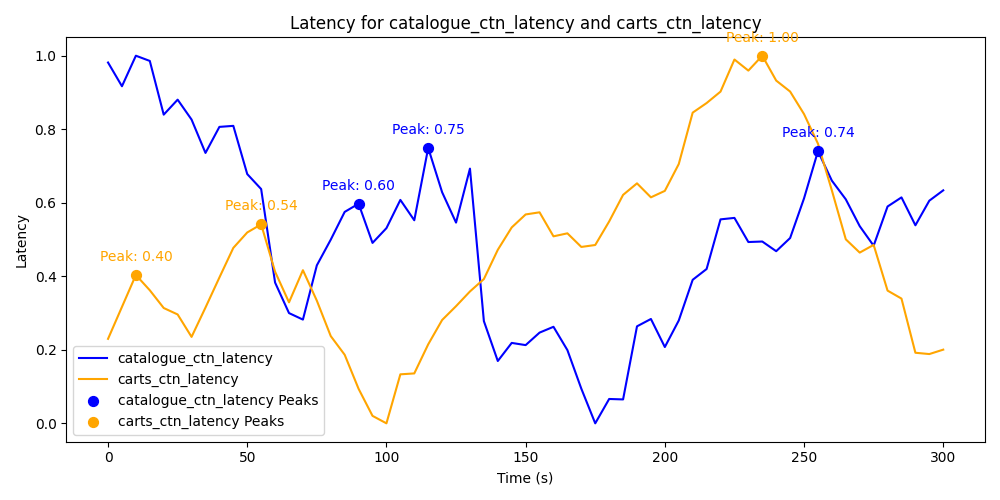 Latency for catalogue_ctn_latency and carts_ctn_latency
Peak: 1.00
1.0
Peak: 0.75
Peak: 0.74
0.8
Peak: 0.60
Peak: 0.54
0.6
Latency
Peak: 0.40
0.4
0.2
0.0
catalogue_ctn_latency
carts_ctn_latency
catalogue_ctn_latency Peaks
carts_ctn_latency Peaks
0 50 100 150 200 250 300
Time (s)